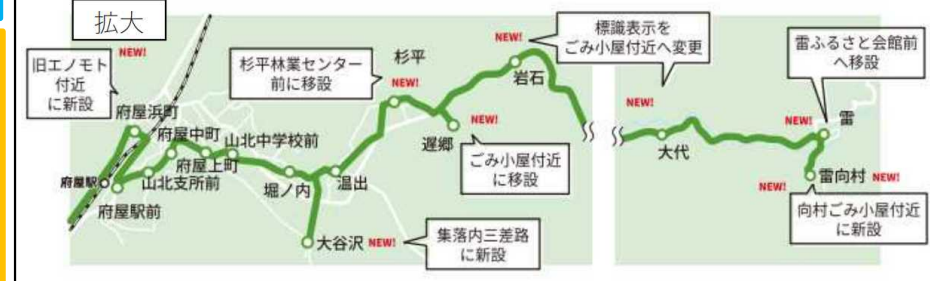 拡大
NEW!
旧エノモト
付近
に新設
府屋浜町
府屋中町
府屋上町
山北中学校前
府屋駅
山北支所前
府屋駅前
堀ノ内
温出
大谷沢 NEW!
集落内三差路
に新設
杉平林業センター
前に移設
杉平
NEW!
遅郷
NEW!
ごみ小屋付近
に移設
NEW!
岩石
標識表示を
ごみ小屋付近へ変更
NEW!
大代
雷ふるさと会館前
へ移設
NEW!
雷
NEW!
雷向村 NEW!
向村ごみ小屋付近
に新設